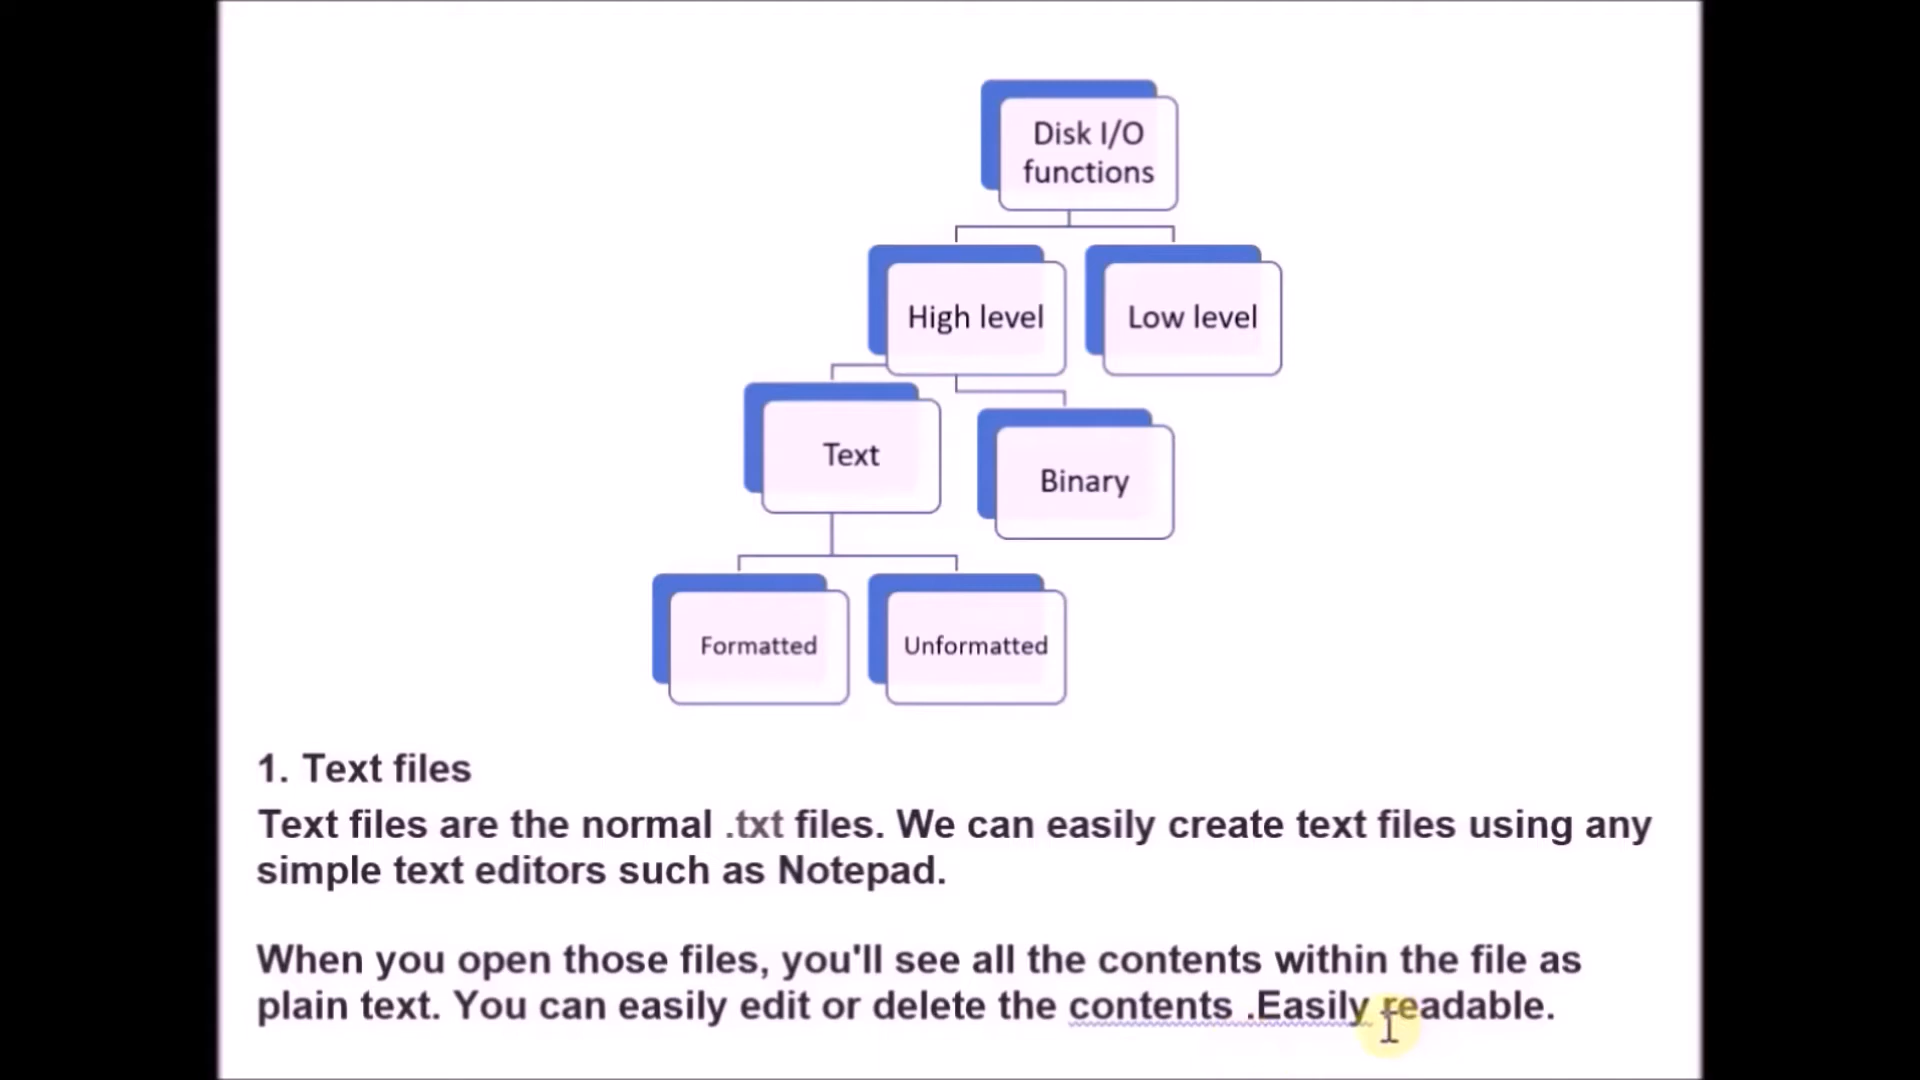 Disk I/O
functions
High level
Low level
Text
Binary
Formatted
Unformatted
1. Text files
Text files are the normal .txt files. We can easily create text files using any
simple text editors such as Notepad.
When you open those files, you'll see all the contents within the file as
plain text. You can easily edit or delete the contents .Easily readable.